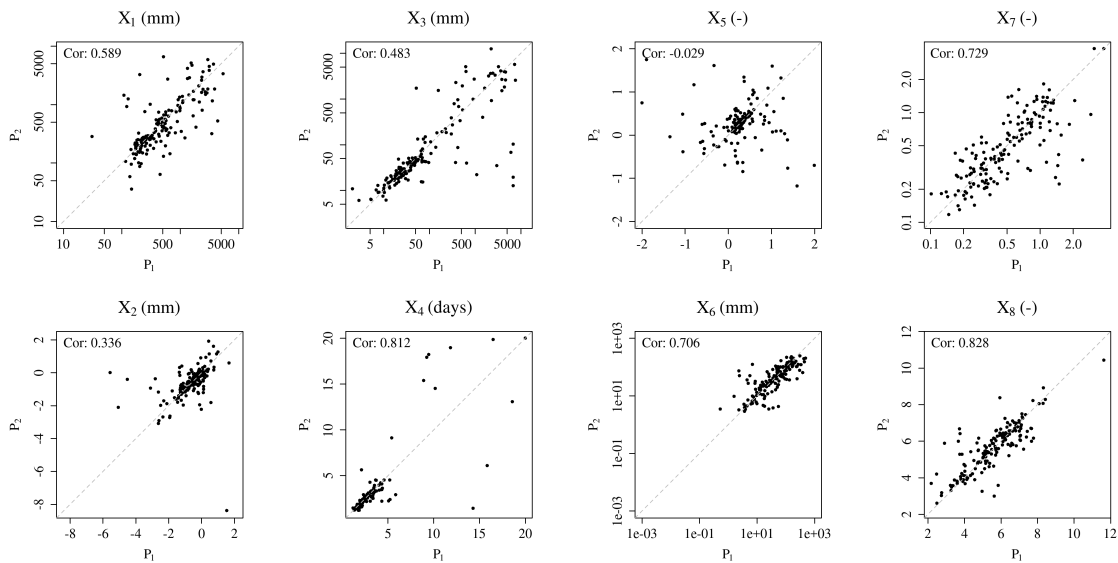 X1 (mm)
Cor: 0.589
5000
500
50
10
P2
10 50 500 5000
P1
X3 (mm)
Cor: 0.483
5000
500
50
5
P2
5 50 500 5000
P1
X5 (-)
Cor: -0.029
2
1
0
-1
-2
P2
-2 -1 0 1 2
P1
X7 (-)
Cor: 0.729
2.0
1.0
0.5
0.2
0.1
P2
0.1 0.2 0.5 1.0 2.0
P1
X2 (mm)
Cor: 0.336
2
0
-2
-4
-6
-8
P2
-8 -6 -4 -2 0 2
P1
X4 (days)
Cor: 0.812
20
15
10
5
P2
5 10 15 20
P1
X6 (mm)
Cor: 0.706
1e+03
1e+01
1e-01
1e-03
P2
1e-03 1e-01 1e+01 1e+03
P1
X8 (-)
Cor: 0.828
12
10
8
6
4
2
P2
2 4 6 8 10 12
P1